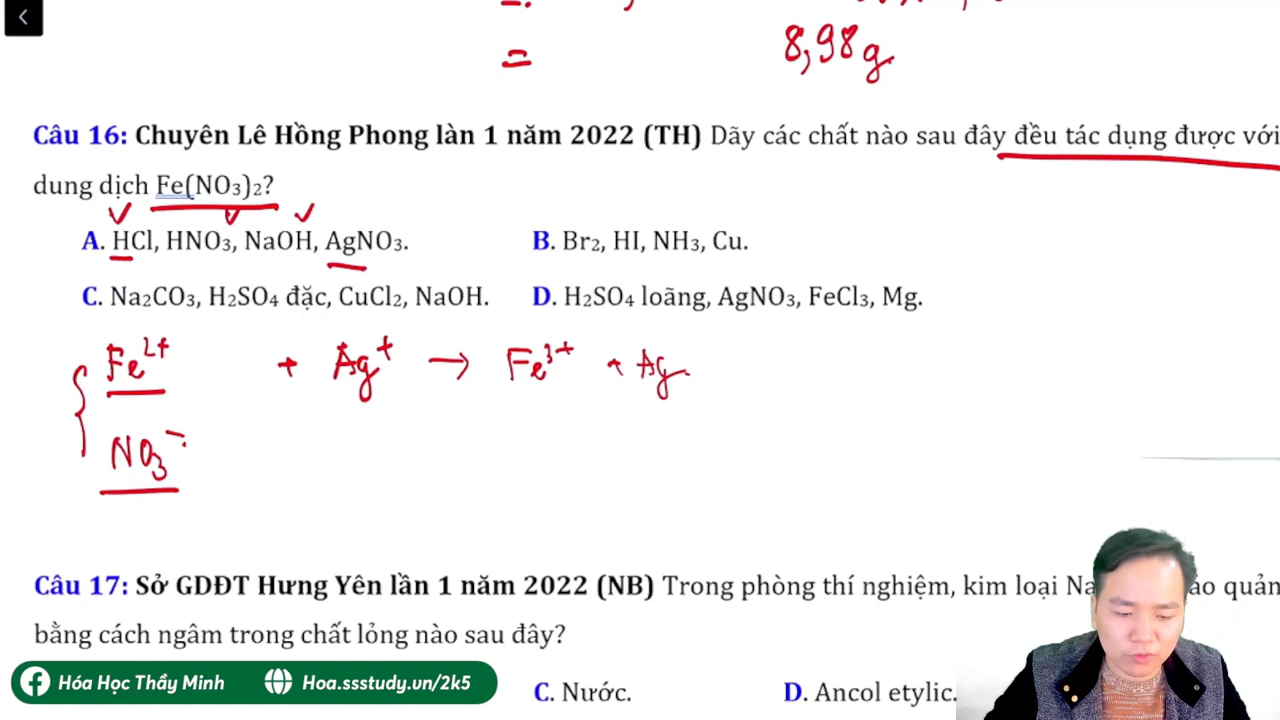 = 8,98 g
Câu 16: Chuyên Lê Hồng Phong làn 1 năm 2022 (TH) Dãy các chất nào sau đây đều tác dụng được với
dung dịch Fe(NO₃)₂?
A. HCl, HNO₃, NaOH, AgNO₃.
B. Br₂, HI, NH₃, Cu.
C. Na₂CO₃, H₂SO₄ đặc, CuCl₂, NaOH.
D. H₂SO₄ loãng, AgNO₃, FeCl₃, Mg.
Fe²⁺ + Ag⁺ → Fe³⁺ + Ag
NO₃⁻
Câu 17: Sở GDĐT Hưng Yên lần 1 năm 2022 (NB) Trong phòng thí nghiệm, kim loại
bằng cách ngâm trong chất lỏng nào sau đây?
Hóa Học Thầy Minh Hoa.ssstudy.vn/2k5
C. Nước.
D. Ancol etylic.